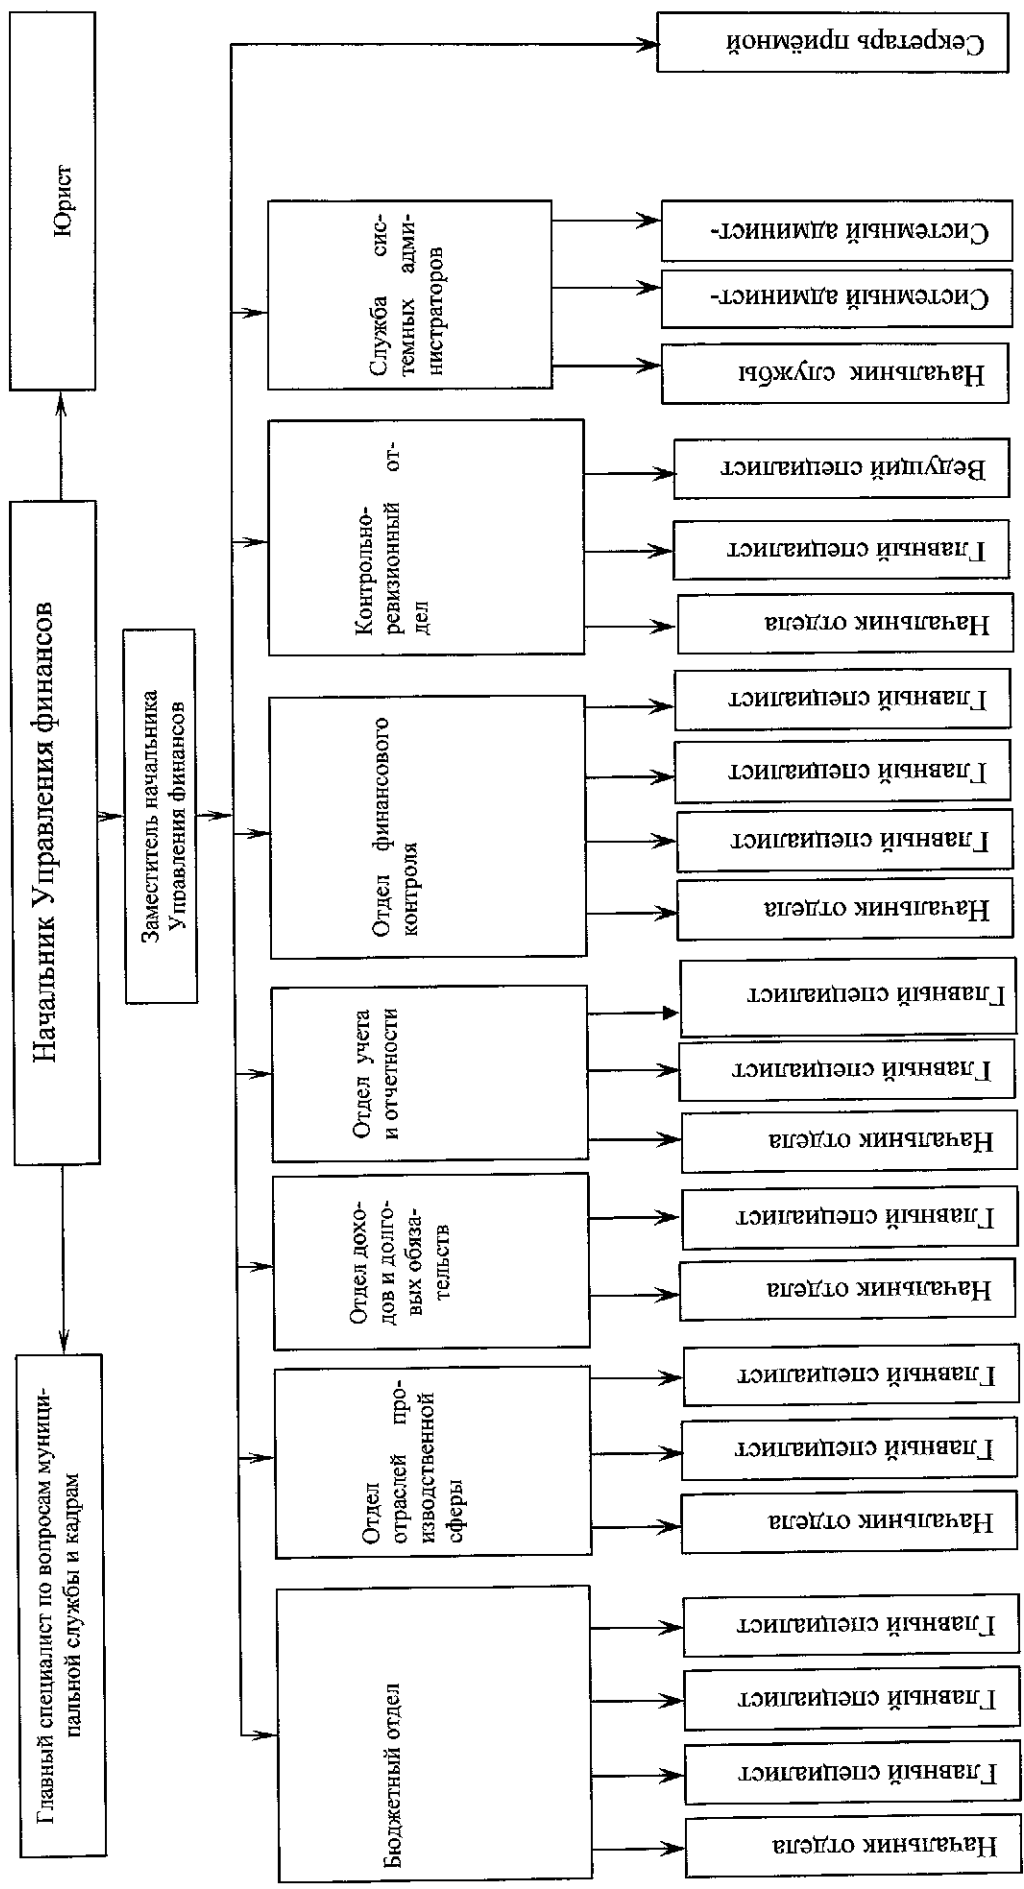 Главный специалист по вопросам муници-
пальной службы и кадрам
Начальник Управления финансов
Юрист
Заместитель начальника
Управления финансов
Бюджетный отдел
Отдел
отраслей про-
изводственной
сферы
Отдел дохо-
дов и долго-
вых обяза-
тельств
Отдел учета
и отчетности
Отдел финансового
контроля
Контрольно-
ревизионный от-
дел
Служба сис-
темных адми-
нистраторов
Начальник отдела
Главный специалист
Главный специалист
Главный специалист
Начальник отдела
Главный специалист
Главный специалист
Начальник отдела
Главный специалист
Начальник отдела
Главный специалист
Главный специалист
Начальник отдела
Главный специалист
Главный специалист
Главный специалист
Начальник отдела
Главный специалист
Ведущий специалист
Начальник службы
Системный админист-
Системный админист-
Секретарь приёмной